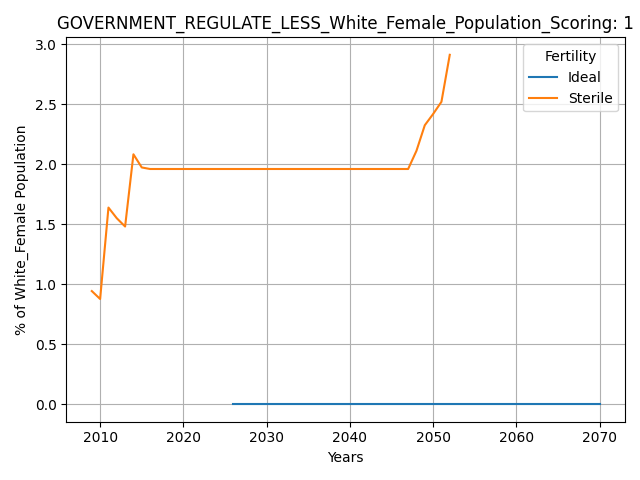 GOVERNMENT_REGULATE_LESS_White_Female_Population_Scoring: 1
3.0
2.5
2.0
1.5
1.0
0.5
0.0
% of White_Female Population
Fertility
Ideal
Sterile
2010 2020 2030 2040 2050 2060 2070
Years